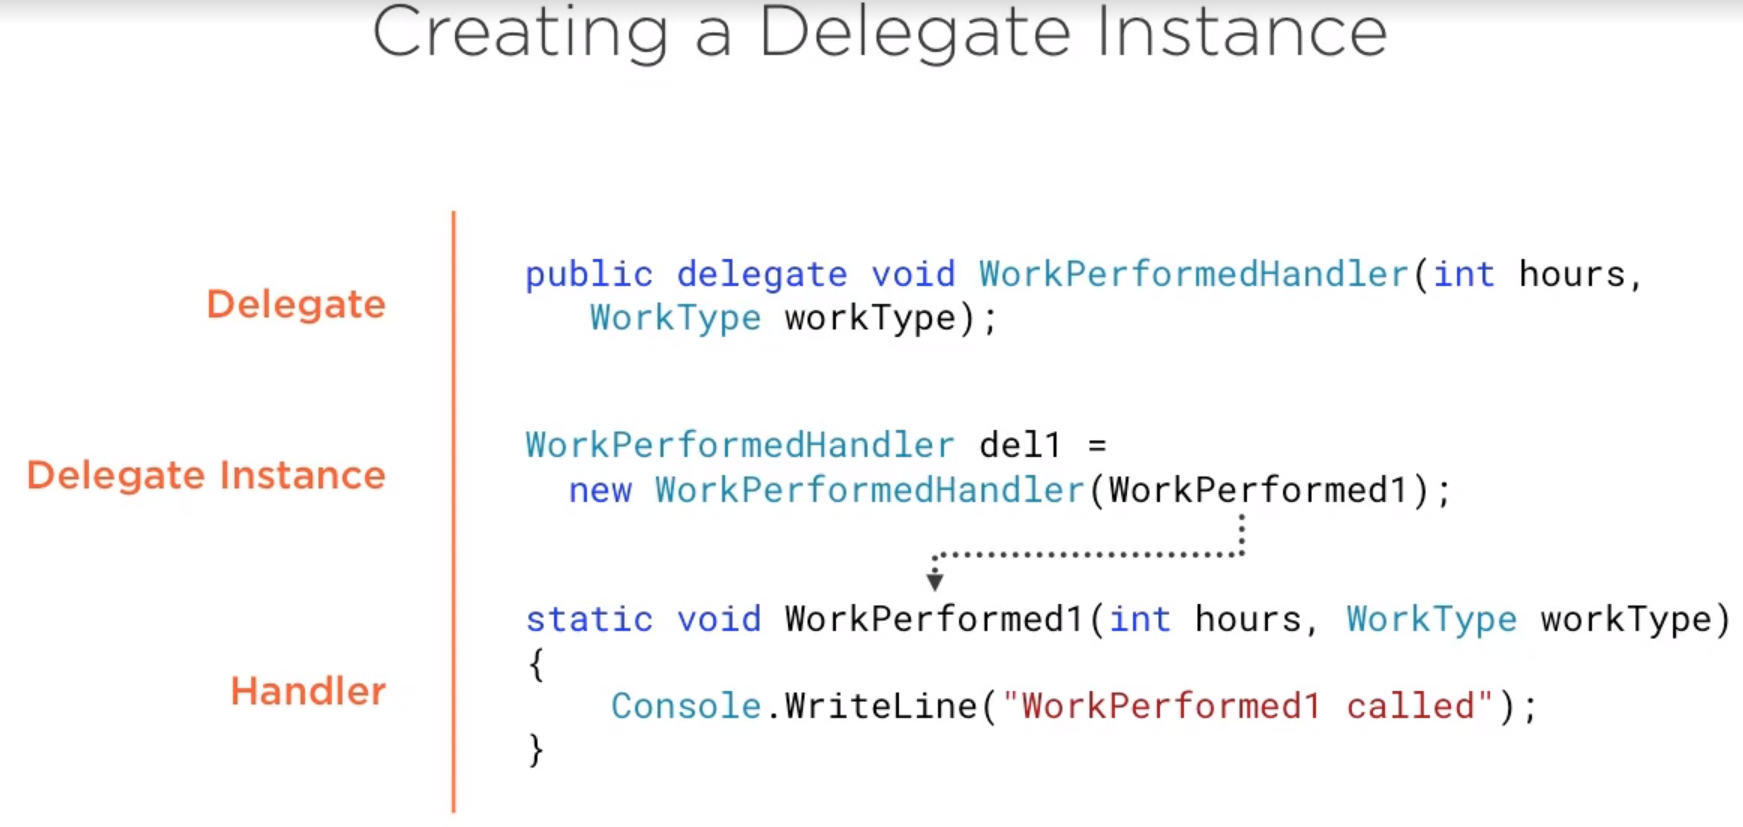 Creating a Delegate Instance
Delegate
public delegate void WorkPerformedHandler(int hours,
WorkType workType);
Delegate Instance
WorkPerformedHandler del1 =
new WorkPerformedHandler(WorkPerformed1);
Handler
static void WorkPerformed1(int hours, WorkType workType)
{
Console.WriteLine("WorkPerformed1 called");
}